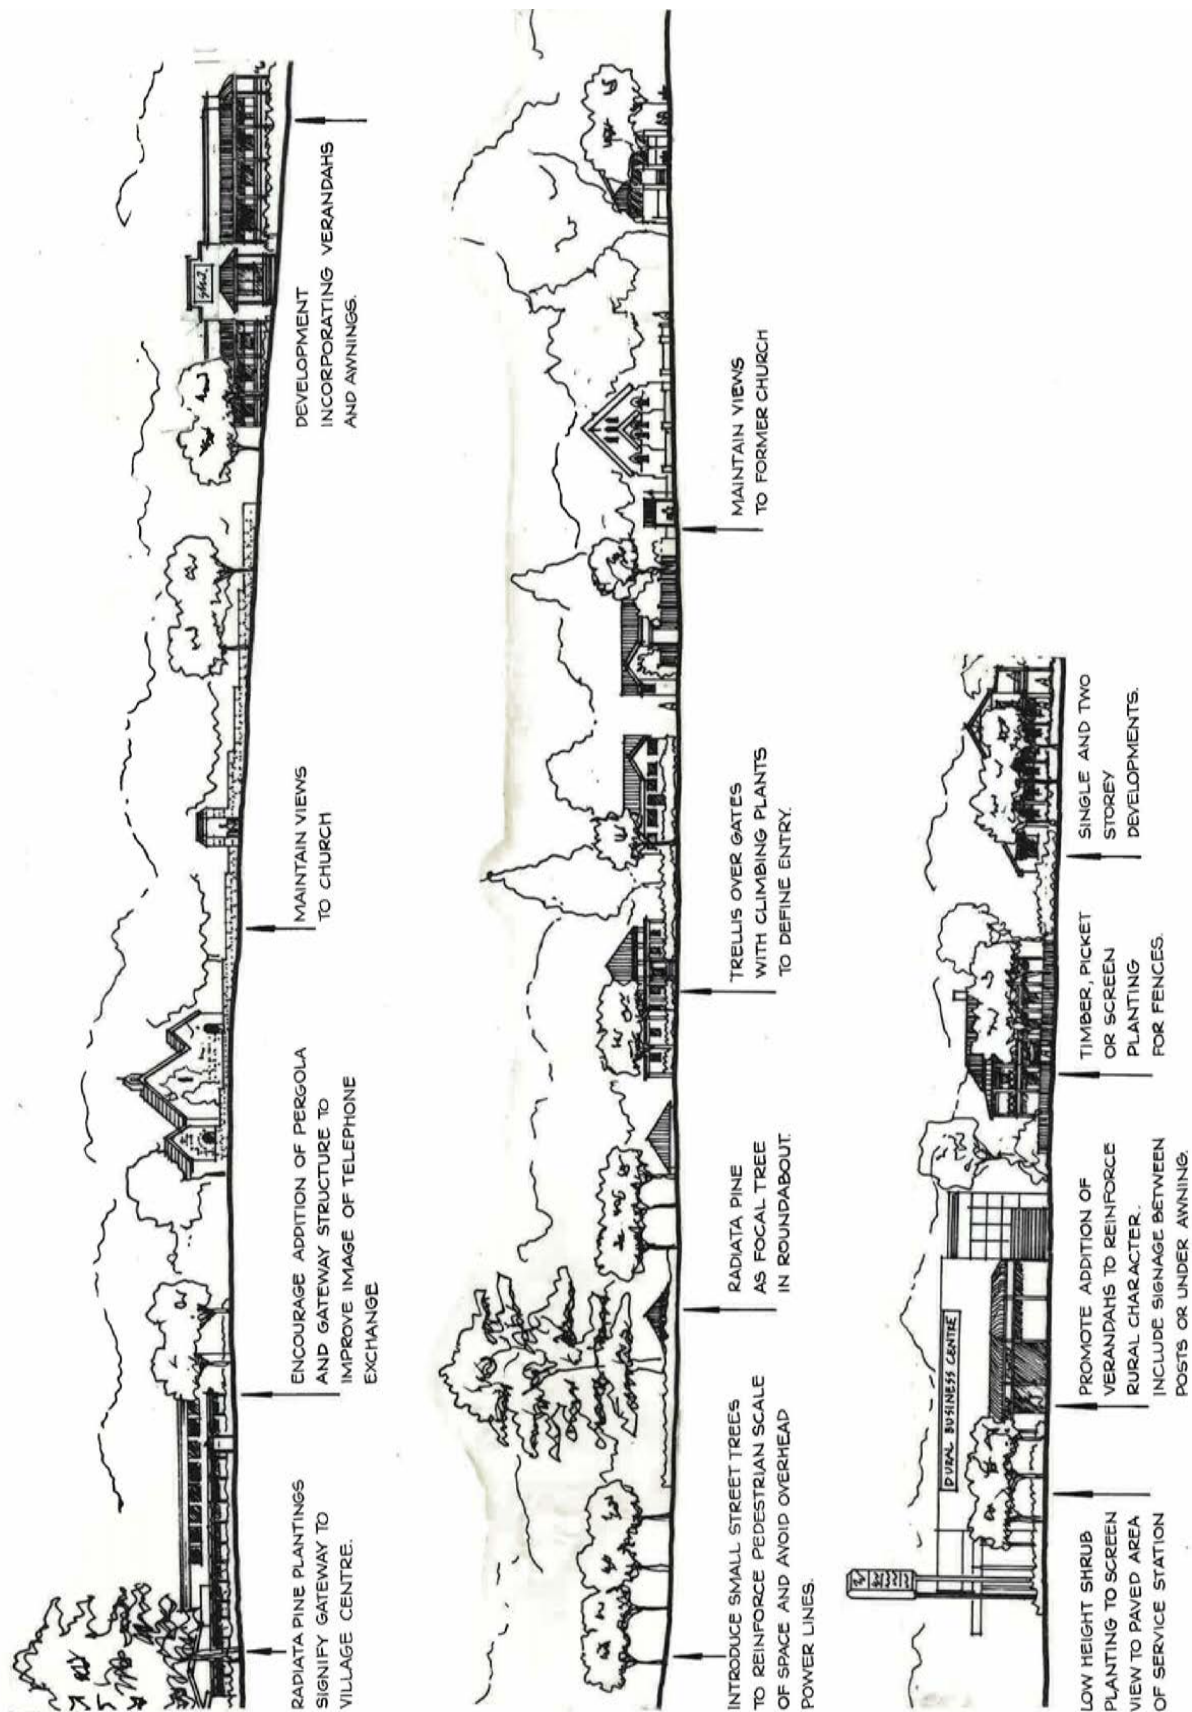 RADIATA PINE PLANTINGS
SIGNIFY GATEWAY TO
VILLAGE CENTRE.
ENCOURAGE ADDITION OF PERGOLA
AND GATEWAY STRUCTURE TO
IMPROVE IMAGE OF TELEPHONE
EXCHANGE
MAINTAIN VIEWS
TO CHURCH
DEVELOPMENT
INCORPORATING VERANDAHS
AND AWNINGS.
INTRODUCE SMALL STREET TREES
TO REINFORCE PEDESTRIAN SCALE
OF SPACE AND AVOID OVERHEAD
POWER LINES.
RADIATA PINE
AS FOCAL TREE
IN ROUNDABOUT.
TRELLIS OVER GATES
WITH CLIMBING PLANTS
TO DEFINE ENTRY.
MAINTAIN VIEWS
TO FORMER CHURCH
DURAL BUSINESS CENTRE
LOW HEIGHT SHRUB
PLANTING TO SCREEN
VIEW TO PAVED AREA
OF SERVICE STATION
PROMOTE ADDITION OF
VERANDAHS TO REINFORCE
RURAL CHARACTER.
INCLUDE SIGNAGE BETWEEN
POSTS OR UNDER AWNING.
TIMBER, PICKET
OR SCREEN
PLANTING
FOR FENCES.
SINGLE AND TWO
STOREY
DEVELOPMENTS.